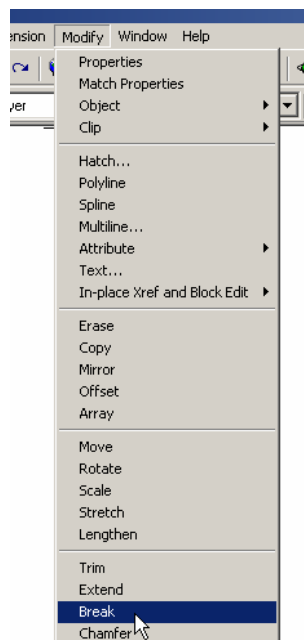 ension Modify Window Help
Properties
Match Properties
yer Object
Clip
Hatch...
Polyline
Spline
Multiline...
Attribute
Text...
In-place Xref and Block Edit
Erase
Copy
Mirror
Offset
Array
Move
Rotate
Scale
Stretch
Lengthen
Trim
Extend
Break
Chamfer